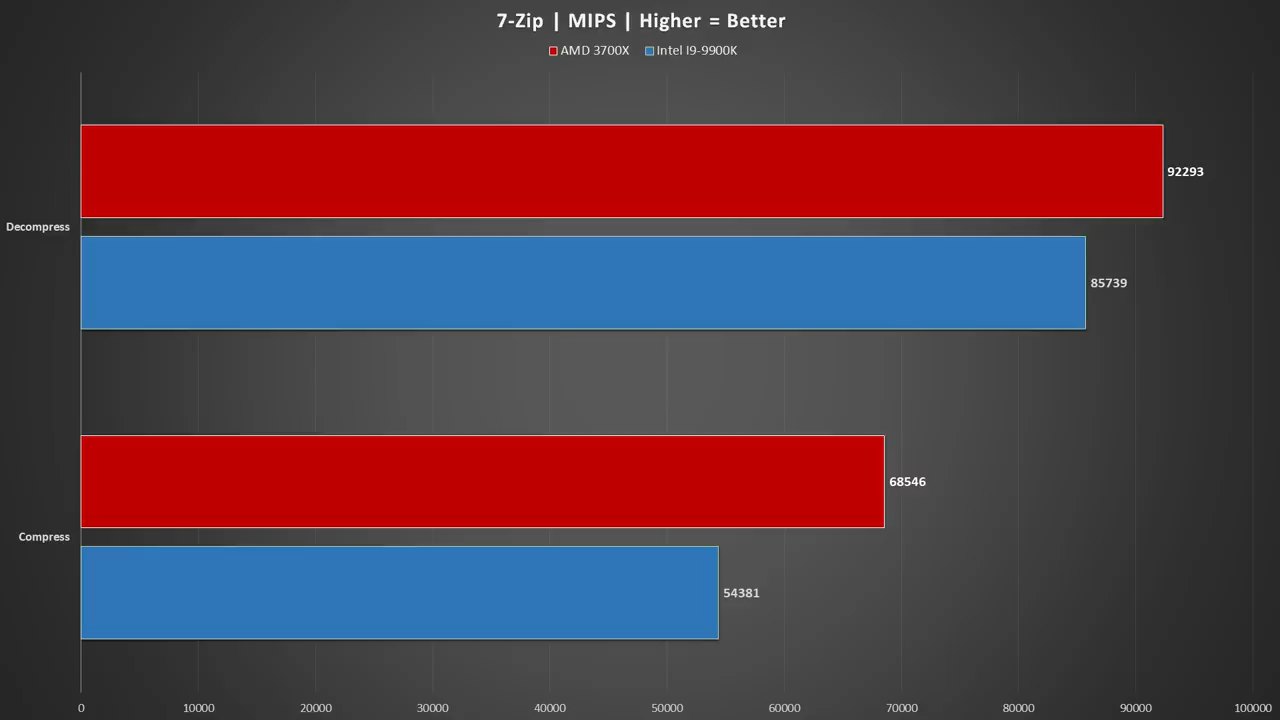 7-Zip | MIPS | Higher = Better
AMD 3700X Intel I9-9900K
92293
Decompress
85739
68546
Compress
54381
0 10000 20000 30000 40000 50000 60000 70000 80000 90000 100000